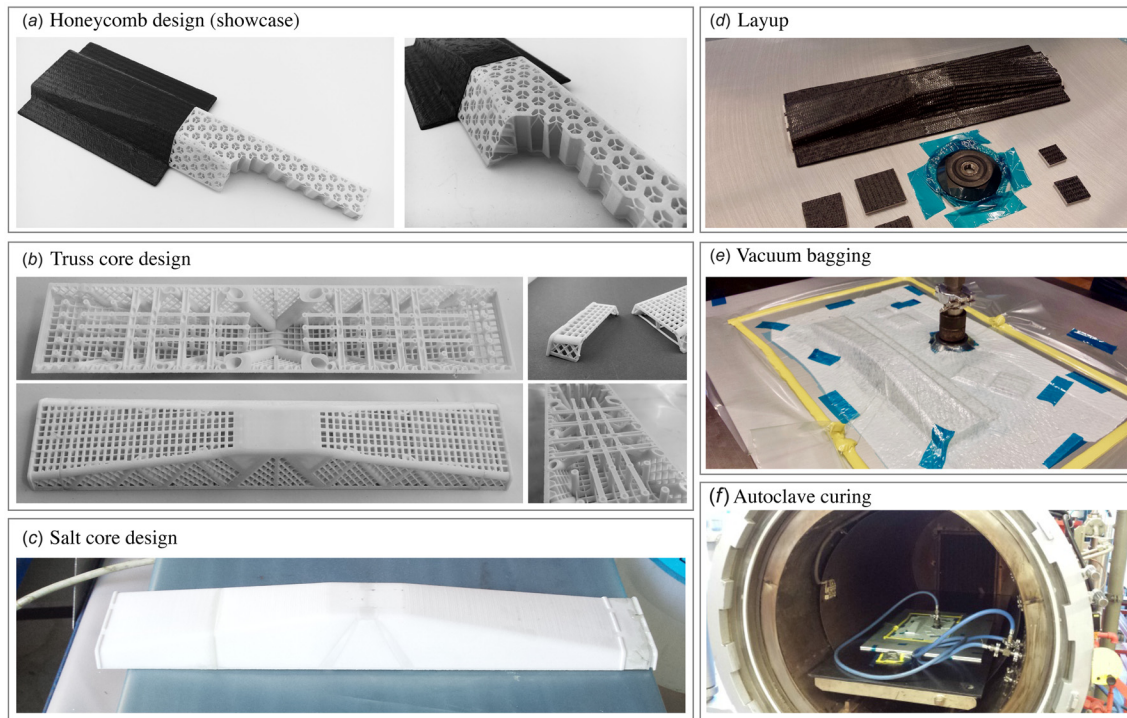 (a) Honeycomb design (showcase)
(b) Truss core design
(c) Salt core design
(d) Layup
(e) Vacuum bagging
(f) Autoclave curing